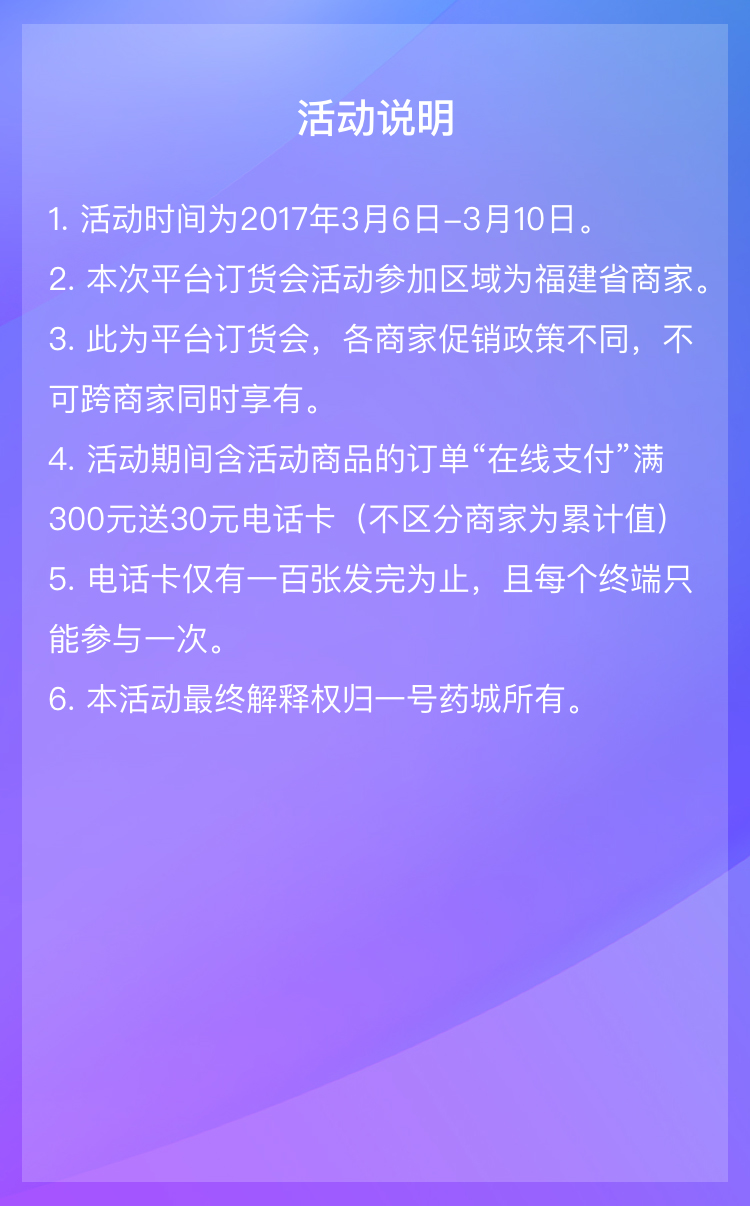 活动说明
1. 活动时间为2017年3月6日–3月10日。
2. 本次平台订货会活动参加区域为福建省商家。
3. 此为平台订货会，各商家促销政策不同，不
可跨商家同时享有。
4. 活动期间含活动商品的订单“在线支付”满
300元送30元电话卡（不区分商家为累计值）
5. 电话卡仅有一百张发完为止，且每个终端只
能参与一次。
6. 本活动最终解释权归一号药城所有。